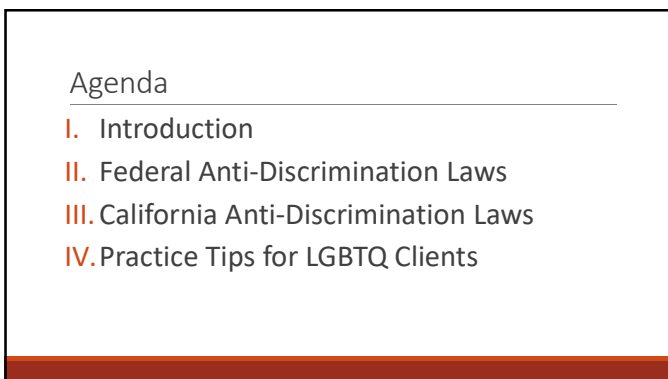 Agenda
I. Introduction
II. Federal Anti-Discrimination Laws
III. California Anti-Discrimination Laws
IV. Practice Tips for LGBTQ Clients